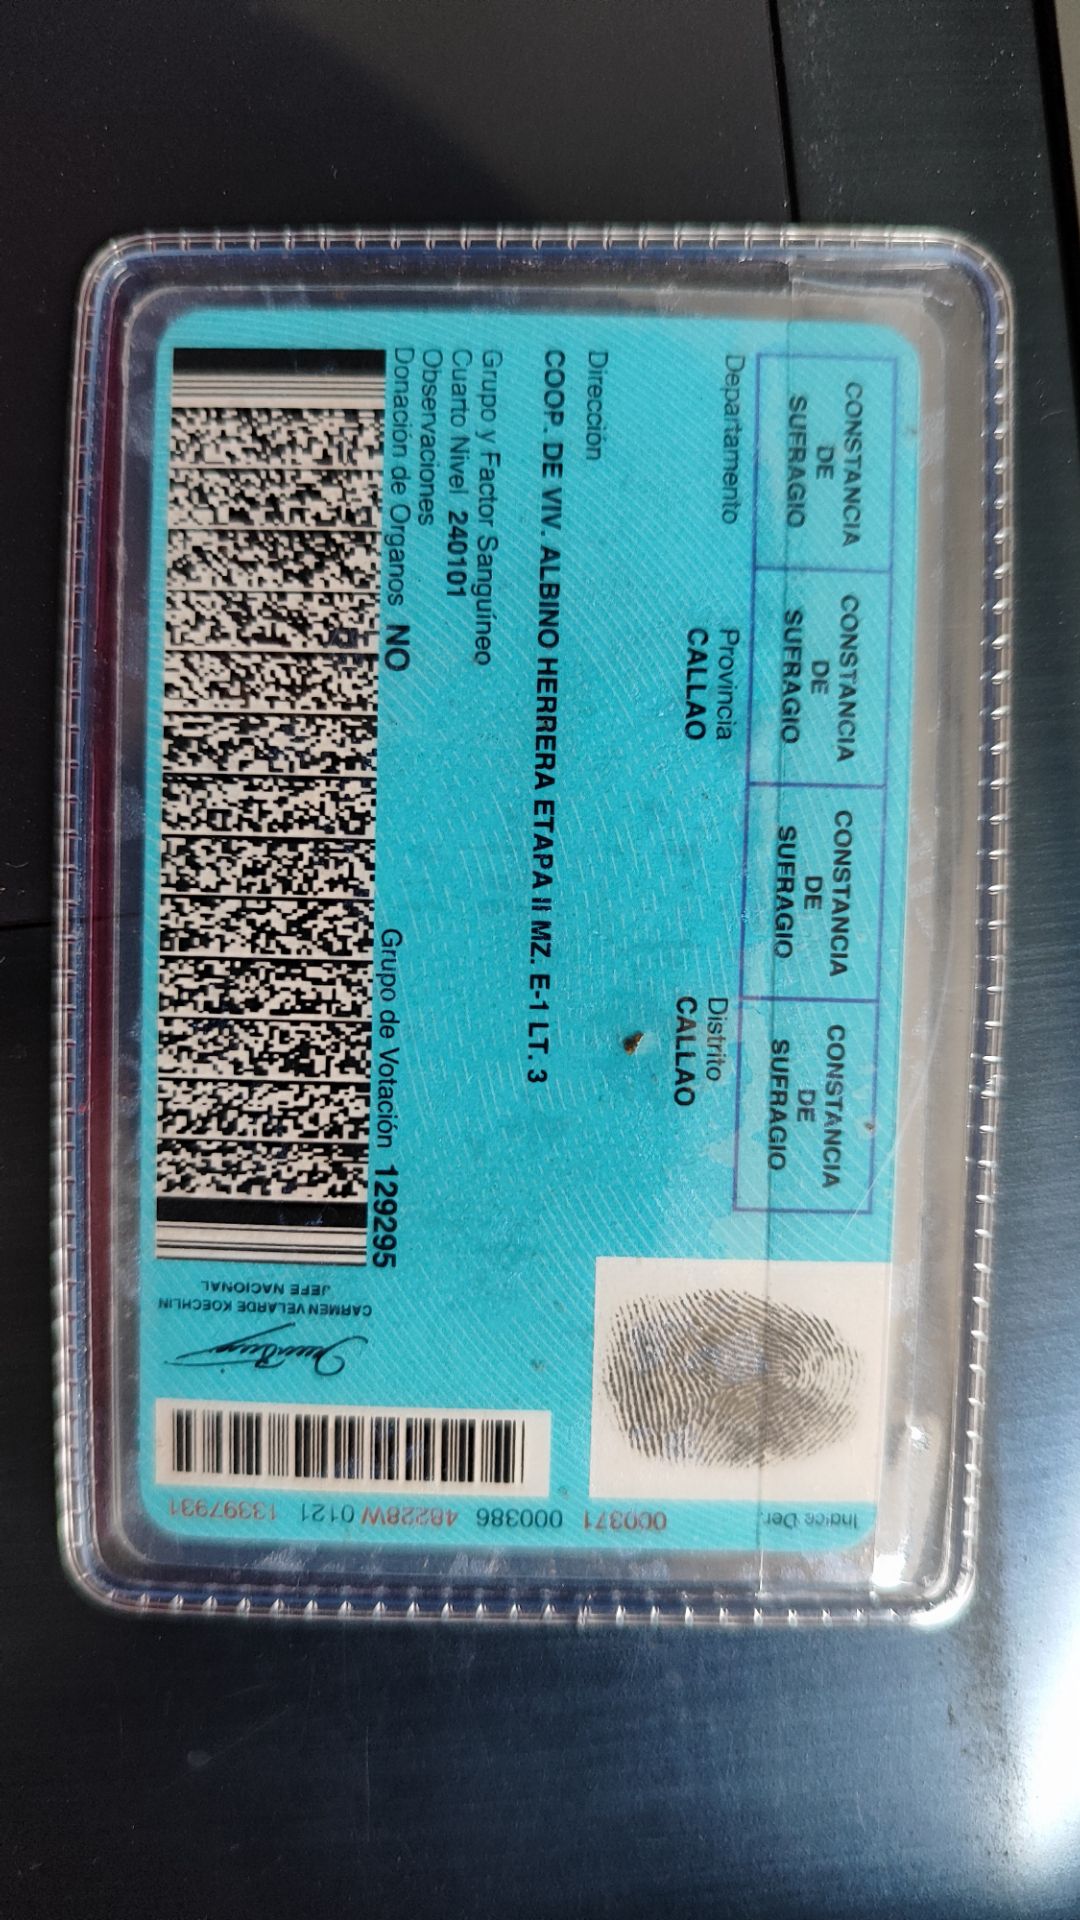 CONSTANCIA DE SUFRAGIO
CONSTANCIA DE SUFRAGIO
CONSTANCIA DE SUFRAGIO
CONSTANCIA DE SUFRAGIO
Departamento Provincia Distrito
CALLAO CALLAO
Dirección
COOP. DE VIV. ALBINO HERRERA ETAPA II MZ. E-1 LT. 3
Grupo y Factor Sanguíneo
Cuarto Nivel 240101
Observaciones
Donación de Organos NO
Grupo de Votación 129295
CARMEN VELARDE KOECHLIN
JEFE NACIONAL
Indice Der.
000371 000386 48228W 0121 13397931